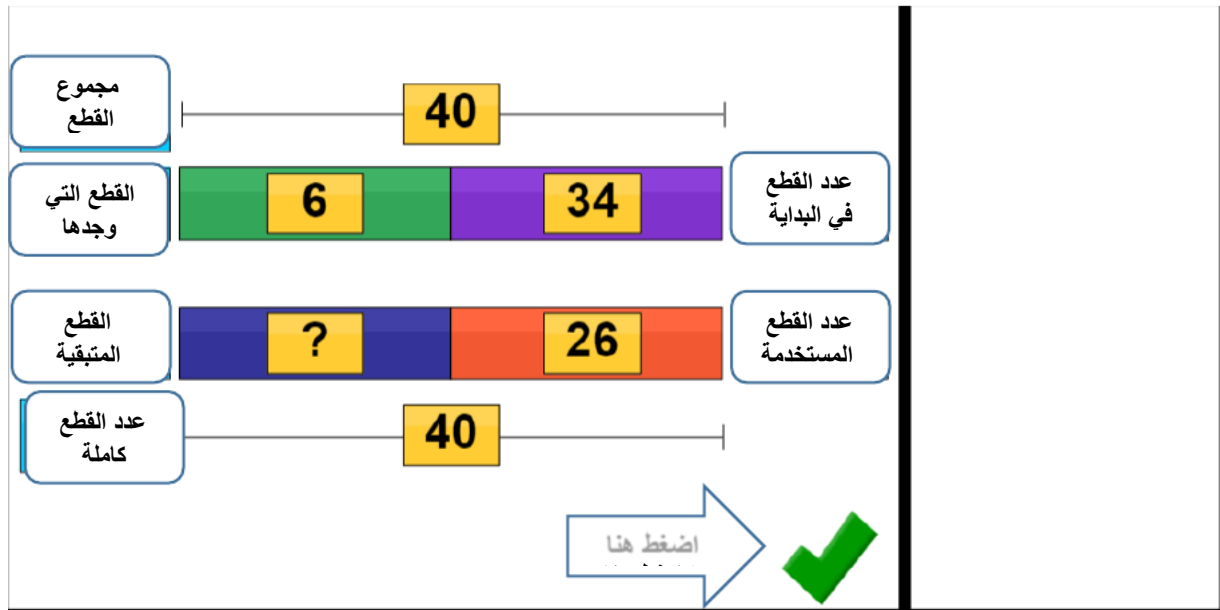 مجموع
القطع
40
عدد القطع
في البداية
34
6
القطع التي
وجدها
عدد القطع
المستخدمة
26
?
القطع
المتبقية
عدد القطع
كاملة
40
اضغط هنا